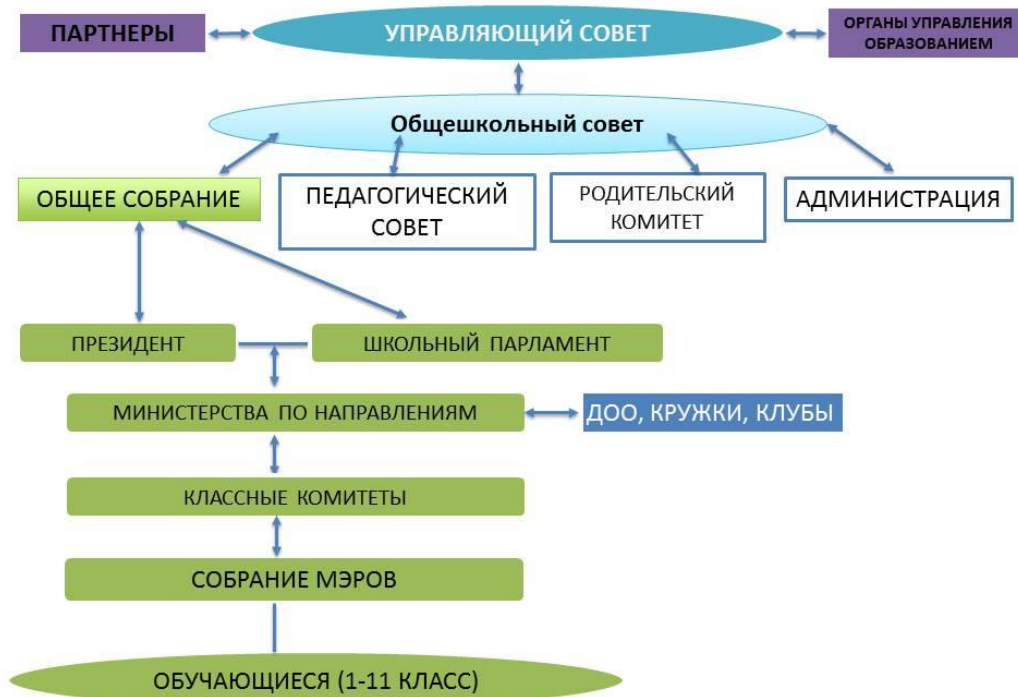 ПАРТНЕРЫ
УПРАВЛЯЮЩИЙ СОВЕТ
ОРГАНЫ УПРАВЛЕНИЯ
ОБРАЗОВАНИЕМ
Общешкольный совет
ОБЩЕЕ СОБРАНИЕ
ПЕДАГОГИЧЕСКИЙ
СОВЕТ
РОДИТЕЛЬСКИЙ
КОМИТЕТ
АДМИНИСТРАЦИЯ
ПРЕЗИДЕНТ
ШКОЛЬНЫЙ ПАРЛАМЕНТ
МИНИСТЕРСТВА ПО НАПРАВЛЕНИЯМ
ДОО, КРУЖКИ, КЛУБЫ
КЛАССНЫЕ КОМИТЕТЫ
СОБРАНИЕ МЭРОВ
ОБУЧАЮЩИЕСЯ (1-11 КЛАСС)